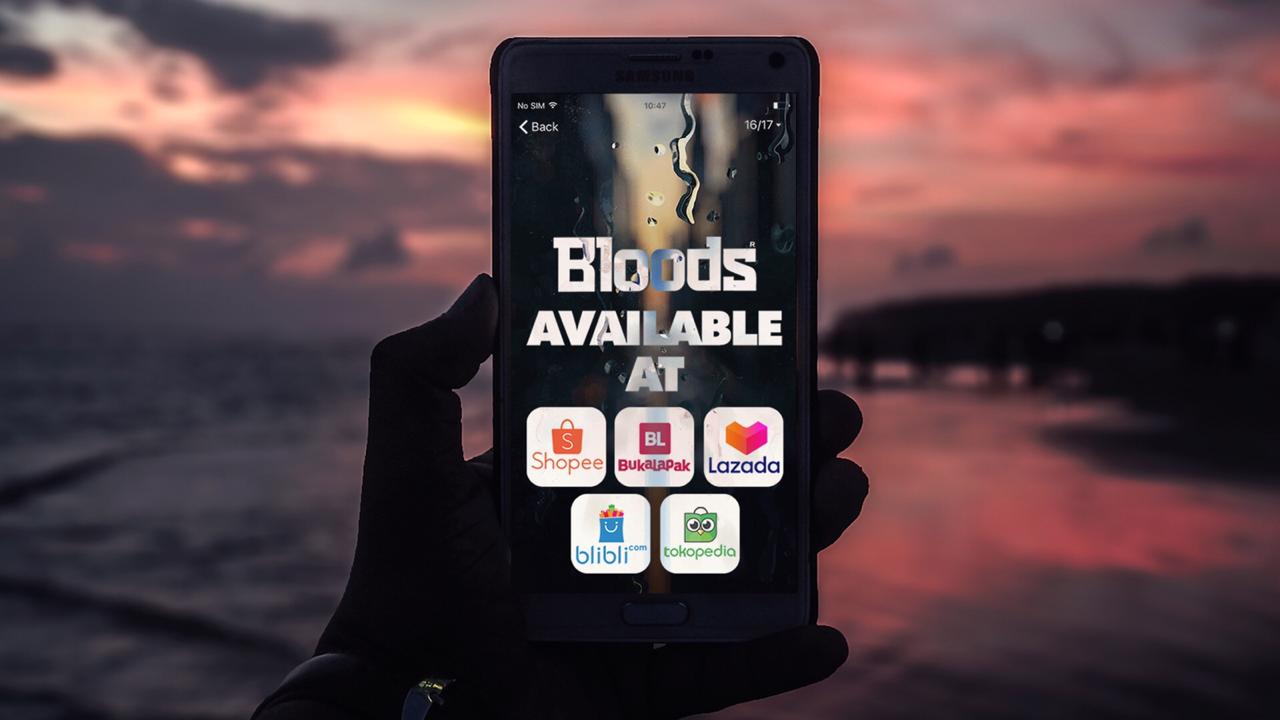 SAMSUNG
No SIM 10:47
Back 16/17
Bloods®
AVAILABLE
AT
S BL
Shopee Bukalapak Lazada
blibli.com tokopedia